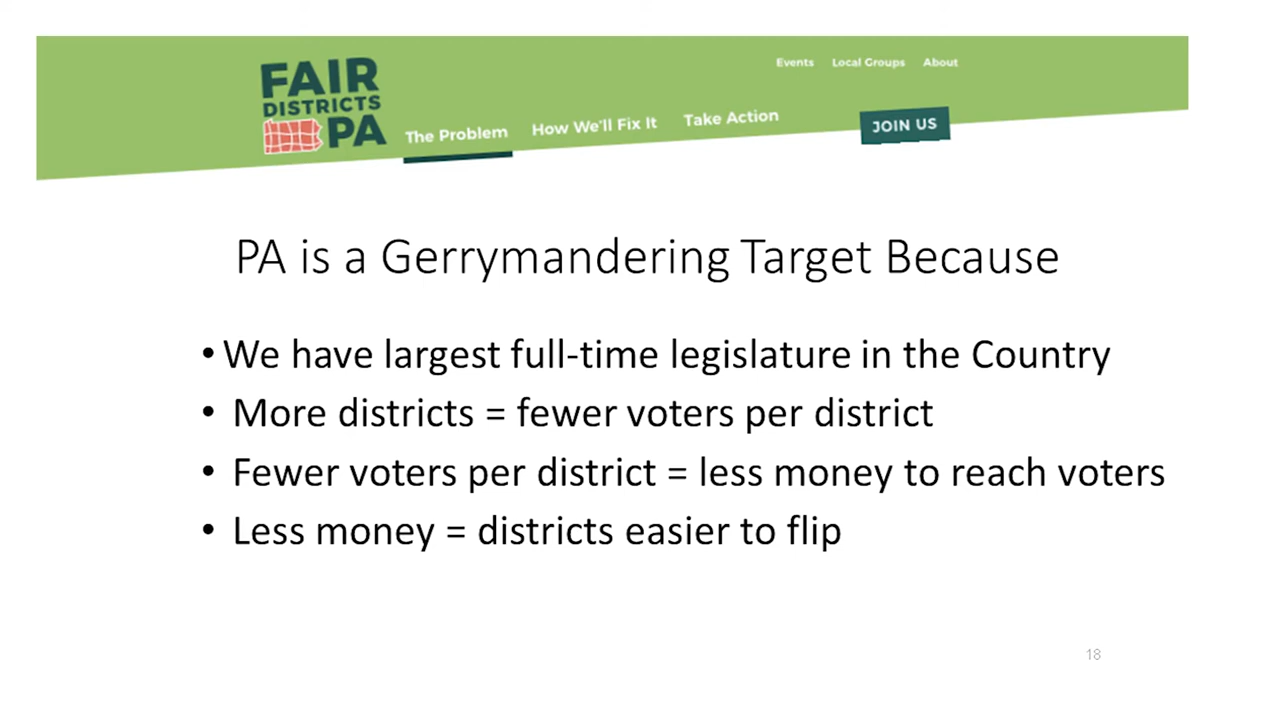 FAIR
DISTRICTS
PA
Events Local Groups About
The Problem How We'll Fix It Take Action
JOIN US
PA is a Gerrymandering Target Because
• We have largest full-time legislature in the Country
• More districts = fewer voters per district
• Fewer voters per district = less money to reach voters
• Less money = districts easier to flip
18